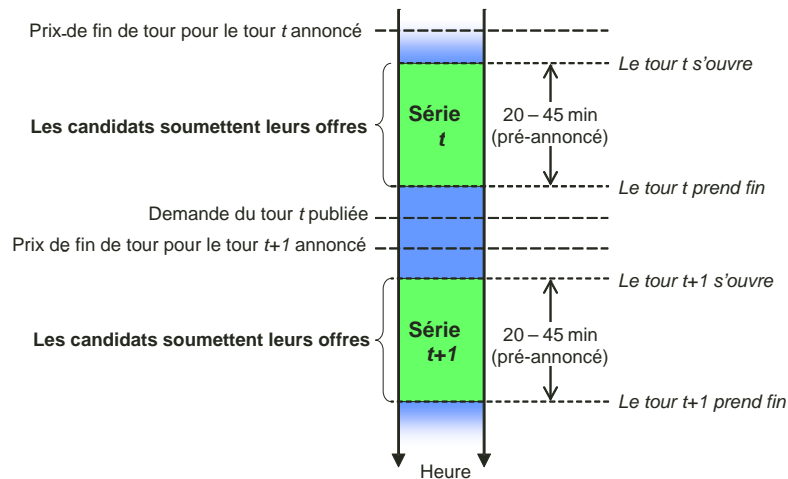 Prix de fin de tour pour le tour t annoncé
Le tour t s'ouvre
Les candidats soumettent leurs offres
Série
t
20 – 45 min
(pré-annoncé)
Le tour t prend fin
Demande du tour t publiée
Prix de fin de tour pour le tour t+1 annoncé
Le tour t+1 s'ouvre
Les candidats soumettent leurs offres
Série
t+1
20 – 45 min
(pré-annoncé)
Le tour t+1 prend fin
Heure